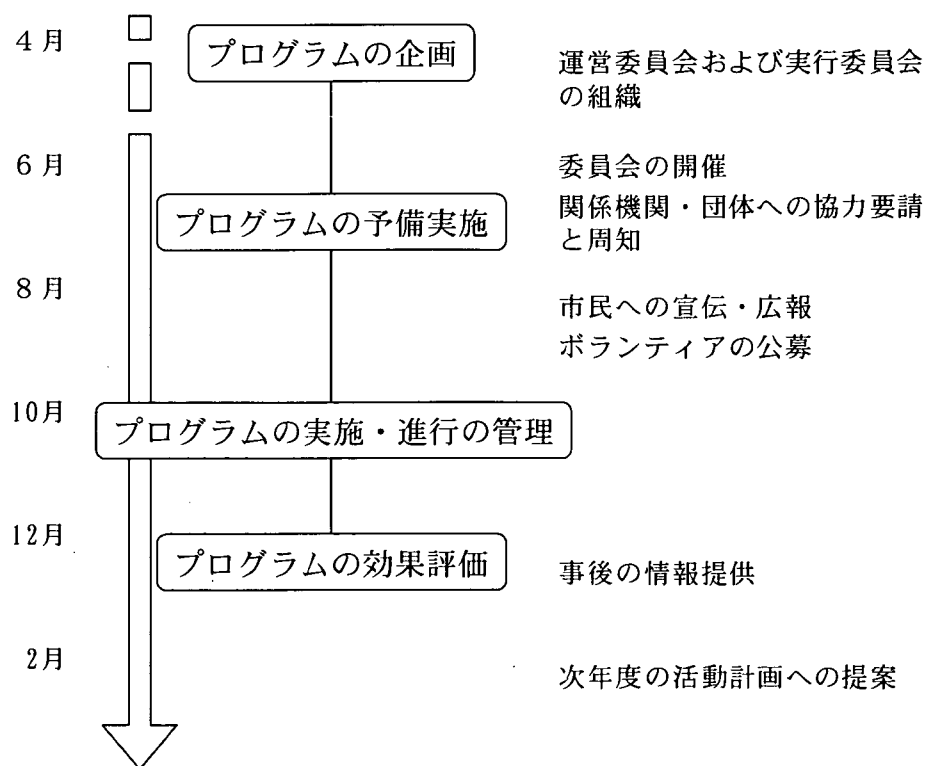 4月
プログラムの企画
運営委員会および実行委員会
の組織
6月
委員会の開催
プログラムの予備実施
関係機関・団体への協力要請
と周知
8月
市民への宣伝・広報
ボランティアの公募
10月
プログラムの実施・進行の管理
12月
プログラムの効果評価
事後の情報提供
2月
次年度の活動計画への提案